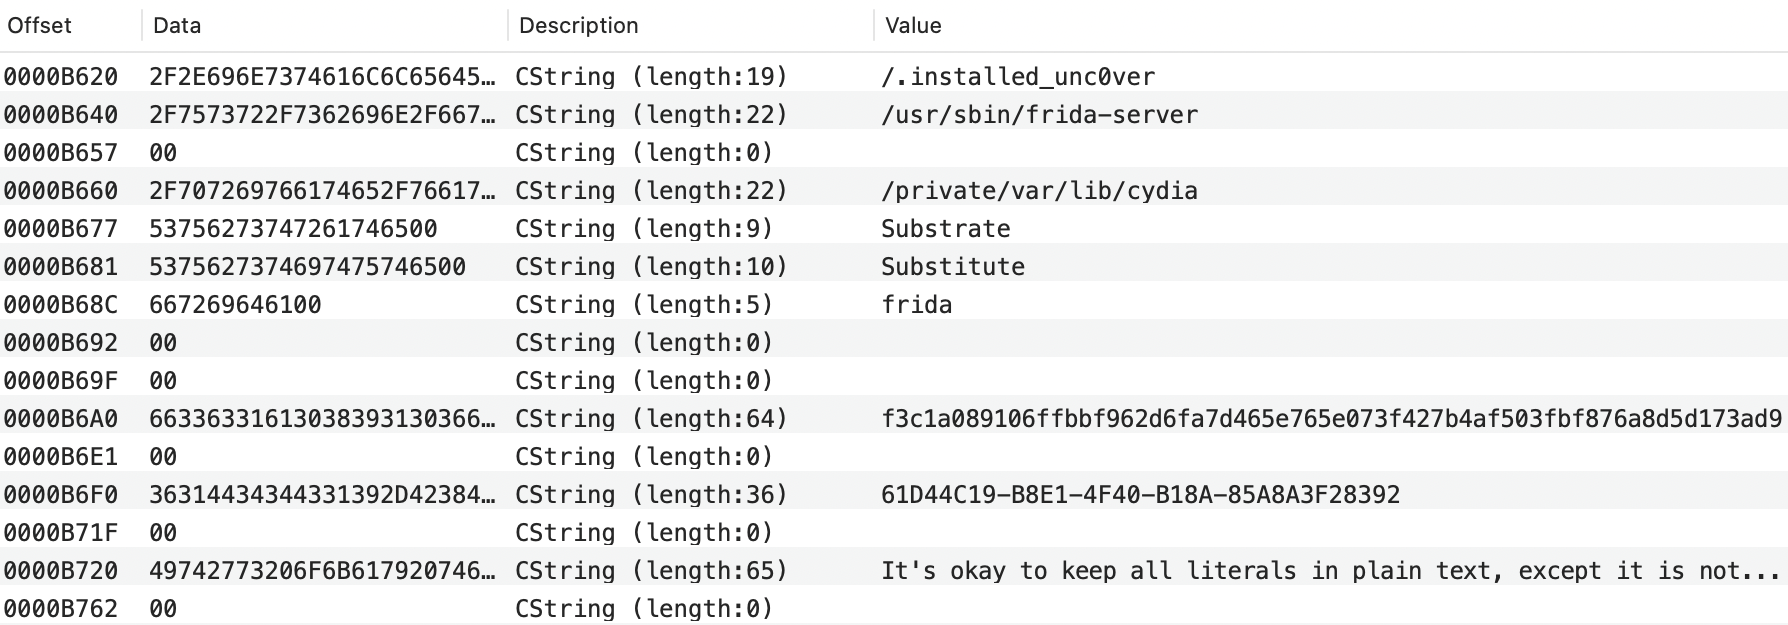 Offset Data Description Value
0000B620 2F2E696E7374616C6C65645… CString (length:19) /.installed_unc0ver
0000B640 2F7573722F7362696E2F667… CString (length:22) /usr/sbin/frida-server
0000B657 00 CString (length:0)
0000B660 2F707269766174652F76617… CString (length:22) /private/var/lib/cydia
0000B677 53756273747261746500 CString (length:9) Substrate
0000B681 5375627374697475746500 CString (length:10) Substitute
0000B68C 667269646100 CString (length:5) frida
0000B692 00 CString (length:0)
0000B69F 00 CString (length:0)
0000B6A0 66336331613038393130366… CString (length:64) f3c1a089106ffbbf962d6fa7d465e765e073f427b4af503fbf876a8d5d173ad9
0000B6E1 00 CString (length:0)
0000B6F0 36314434344331392D42384… CString (length:36) 61D44C19-B8E1-4F40-B18A-85A8A3F28392
0000B71F 00 CString (length:0)
0000B720 49742773206F6B617920746… CString (length:65) It's okay to keep all literals in plain text, except it is not...
0000B762 00 CString (length:0)